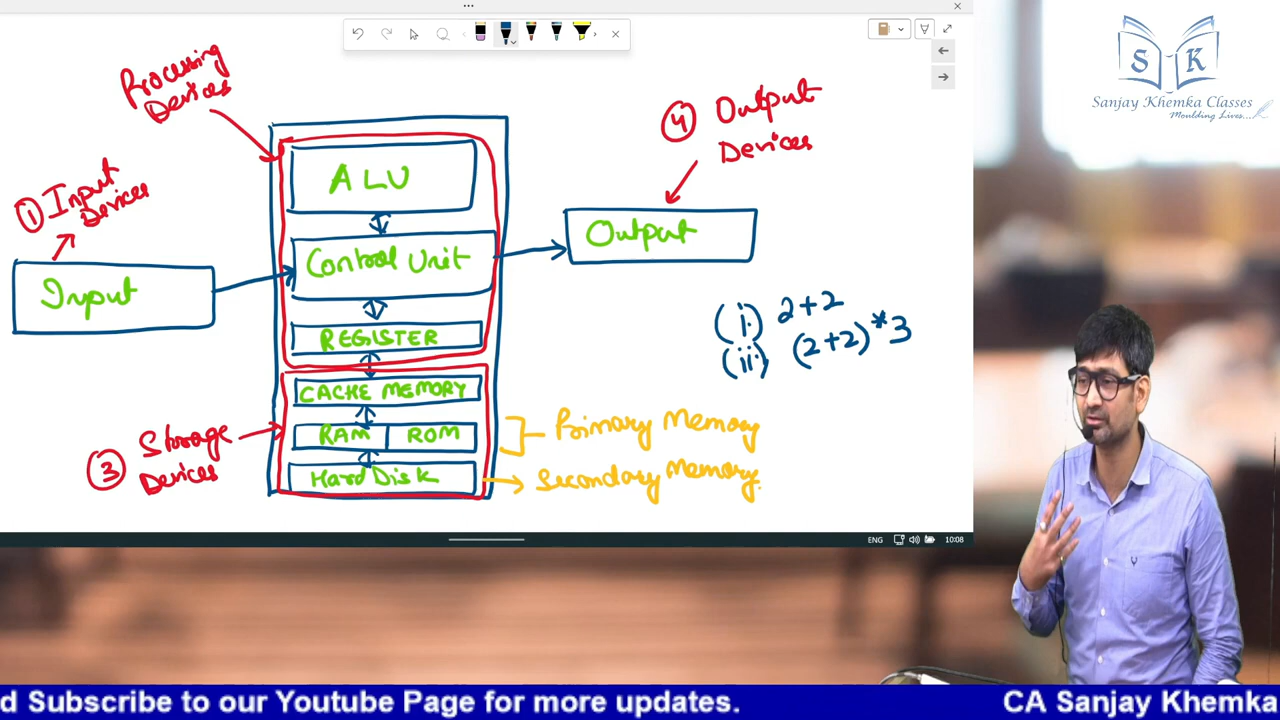 Processing
Devices
① Input
Devices
Input
ALU
Control Unit
REGISTER
CACHE MEMORY
RAM
ROM
Hard Disk
③ Storage
Devices
④ Output
Devices
Output
(i) 2+2
(ii) (2+2)*3
Primary Memory
Secondary Memory.
ENG
10:08
S K
Sanjay Khemka Classes
Moulding Lives...
d Subscribe to our Youtube Page for more updates.
CA Sanjay Khemka